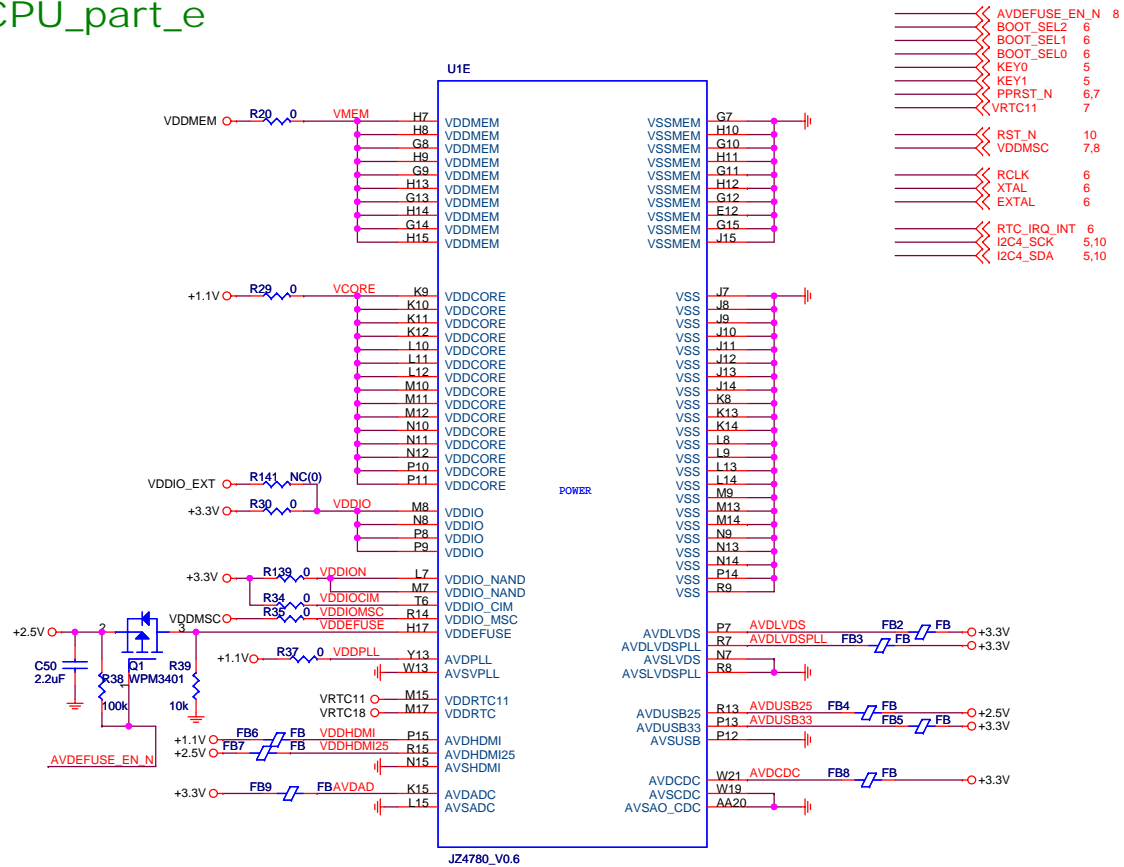 CPU_part_e
AVDEFUSE_EN_N 8
BOOT_SEL2 6
BOOT_SEL1 6
BOOT_SEL0 6
KEY0 5
KEY1 5
PPRST_N 6,7
VRTC11 7
RST_N 10
VDDMSC 7,8
RCLK 6
XTAL 6
EXTAL 6
RTC_IRQ_INT 6
I2C4_SCK 5,10
I2C4_SDA 5,10
U1E
VDDMEM R20 0 VMEM H7 VDDMEM VSSMEM G7
H8 VDDMEM VSSMEM H10
G8 VDDMEM VSSMEM G10
H9 VDDMEM VSSMEM H11
G9 VDDMEM VSSMEM G11
H13 VDDMEM VSSMEM H12
G13 VDDMEM VSSMEM G12
H14 VDDMEM VSSMEM E12
G14 VDDMEM VSSMEM G15
H15 VDDMEM VSSMEM J15
+1.1V R29 0 VCORE K9 VDDCORE VSS J7
K10 VDDCORE VSS J8
K11 VDDCORE VSS J9
K12 VDDCORE VSS J10
L10 VDDCORE VSS J11
L11 VDDCORE VSS J12
L12 VDDCORE VSS J13
M10 VDDCORE VSS J14
M11 VDDCORE VSS K8
M12 VDDCORE VSS K13
N10 VDDCORE VSS K14
N11 VDDCORE VSS L8
N12 VDDCORE VSS L9
P10 VDDCORE VSS L13
P11 VDDCORE VSS L14
VDDIO_EXT R141 NC(0) POWER VSS M9
+3.3V R30 0 VDDIO M8 VDDIO VSS M13
N8 VDDIO VSS M14
P8 VDDIO VSS N9
P9 VDDIO VSS N13
VSS N14
+3.3V R139 0 VDDION L7 VDDIO_NAND VSS P14
M7 VDDIO_NAND VSS R9
R34 0 VDDIOCIM T6 VDDIO_CIM
VDDMSC R35 0 VDDIOMSC R14 VDDIO_MSC
+2.5V 2 3 VDDEFUSE H17 VDDEFUSE AVDLVDS P7 AVDLVDS FB2 FB +3.3V
AVDLVDSPLL R7 AVDLVDSPLL FB3 FB +3.3V
+1.1V R37 0 VDDPLL Y13 AVDPLL AVSLVDS N7
W13 AVSVPLL AVSLVDSPLL R8
C50 2.2uF R38 100k Q1 WPM3401 1 R39 10k
VRTC11 M15 VDDRTC11
VRTC18 M17 VDDRTC AVDUSB25 R13 AVDUSB25 FB4 FB +2.5V
AVDUSB33 P13 AVDUSB33 FB5 FB +3.3V
+1.1V FB6 FB VDDHDMI P15 AVDHDMI AVSUSB P12
+2.5V FB7 FB VDDHDMI25 R15 AVDHDMI25
AVDEFUSE_EN_N N15 AVSHDMI
AVDCDC W21 AVDCDC FB8 FB +3.3V
+3.3V FB9 FB AVDAD K15 AVDADC AVSCDC W19
L15 AVSADC AVSAO_CDC AA20
JZ4780_V0.6